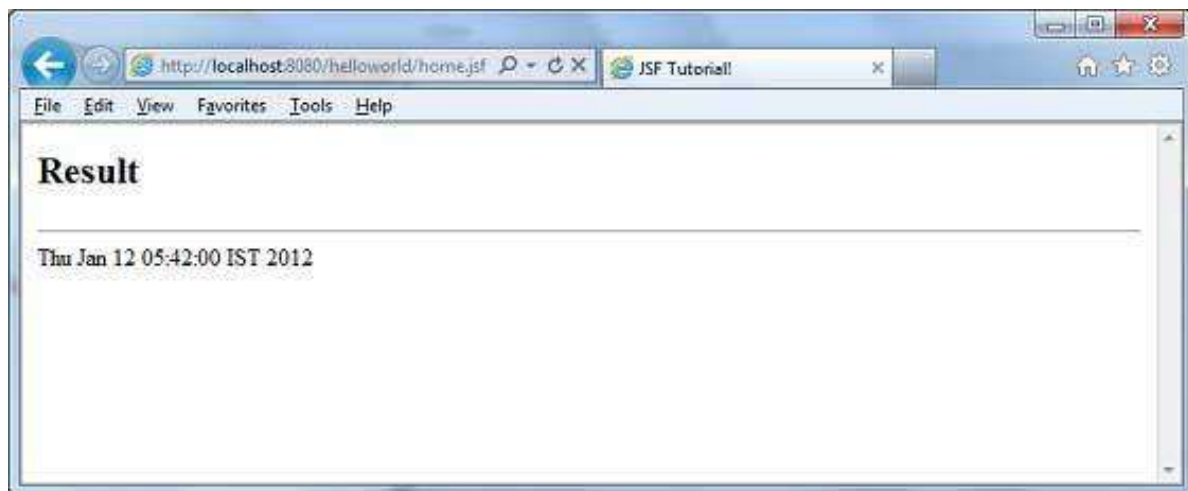 http://localhost:8080/helloworld/home.jsf
JSF Tutorial!
File Edit View Favorites Tools Help
Result
Thu Jan 12 05:42:00 IST 2012